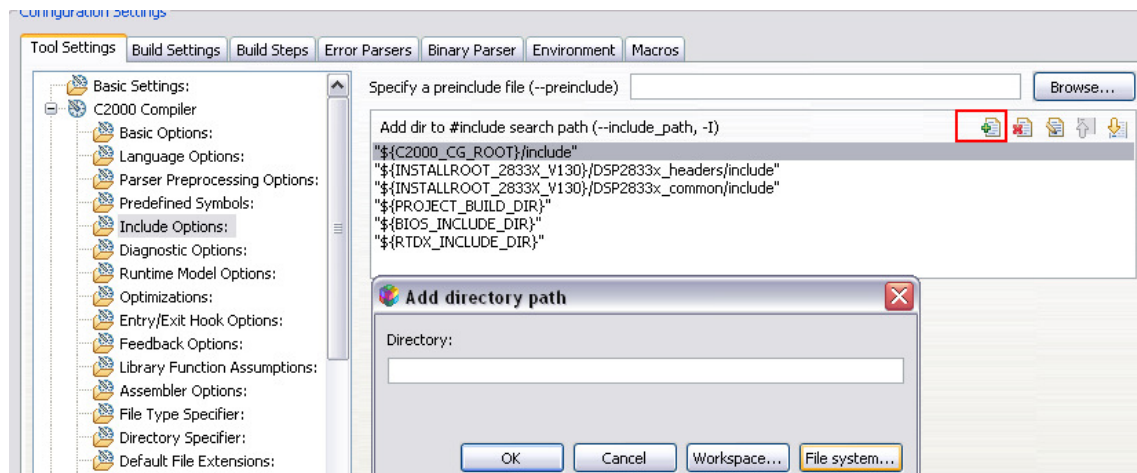 Configuration Settings
Tool Settings Build Settings Build Steps Error Parsers Binary Parser Environment Macros
Basic Settings:
C2000 Compiler
Basic Options:
Language Options:
Parser Preprocessing Options:
Predefined Symbols:
Include Options:
Diagnostic Options:
Runtime Model Options:
Optimizations:
Entry/Exit Hook Options:
Feedback Options:
Library Function Assumptions:
Assembler Options:
File Type Specifier:
Directory Specifier:
Default File Extensions:
Specify a preinclude file (--preinclude) Browse...
Add dir to #include search path (--include_path, -I)
"${C2000_CG_ROOT}/include"
"${INSTALLROOT_2833X_V130}/DSP2833x_headers/include"
"${INSTALLROOT_2833X_V130}/DSP2833x_common/include"
"${PROJECT_BUILD_DIR}"
"${BIOS_INCLUDE_DIR}"
"${RTDX_INCLUDE_DIR}"
Add directory path
Directory:
OK Cancel Workspace... File system...